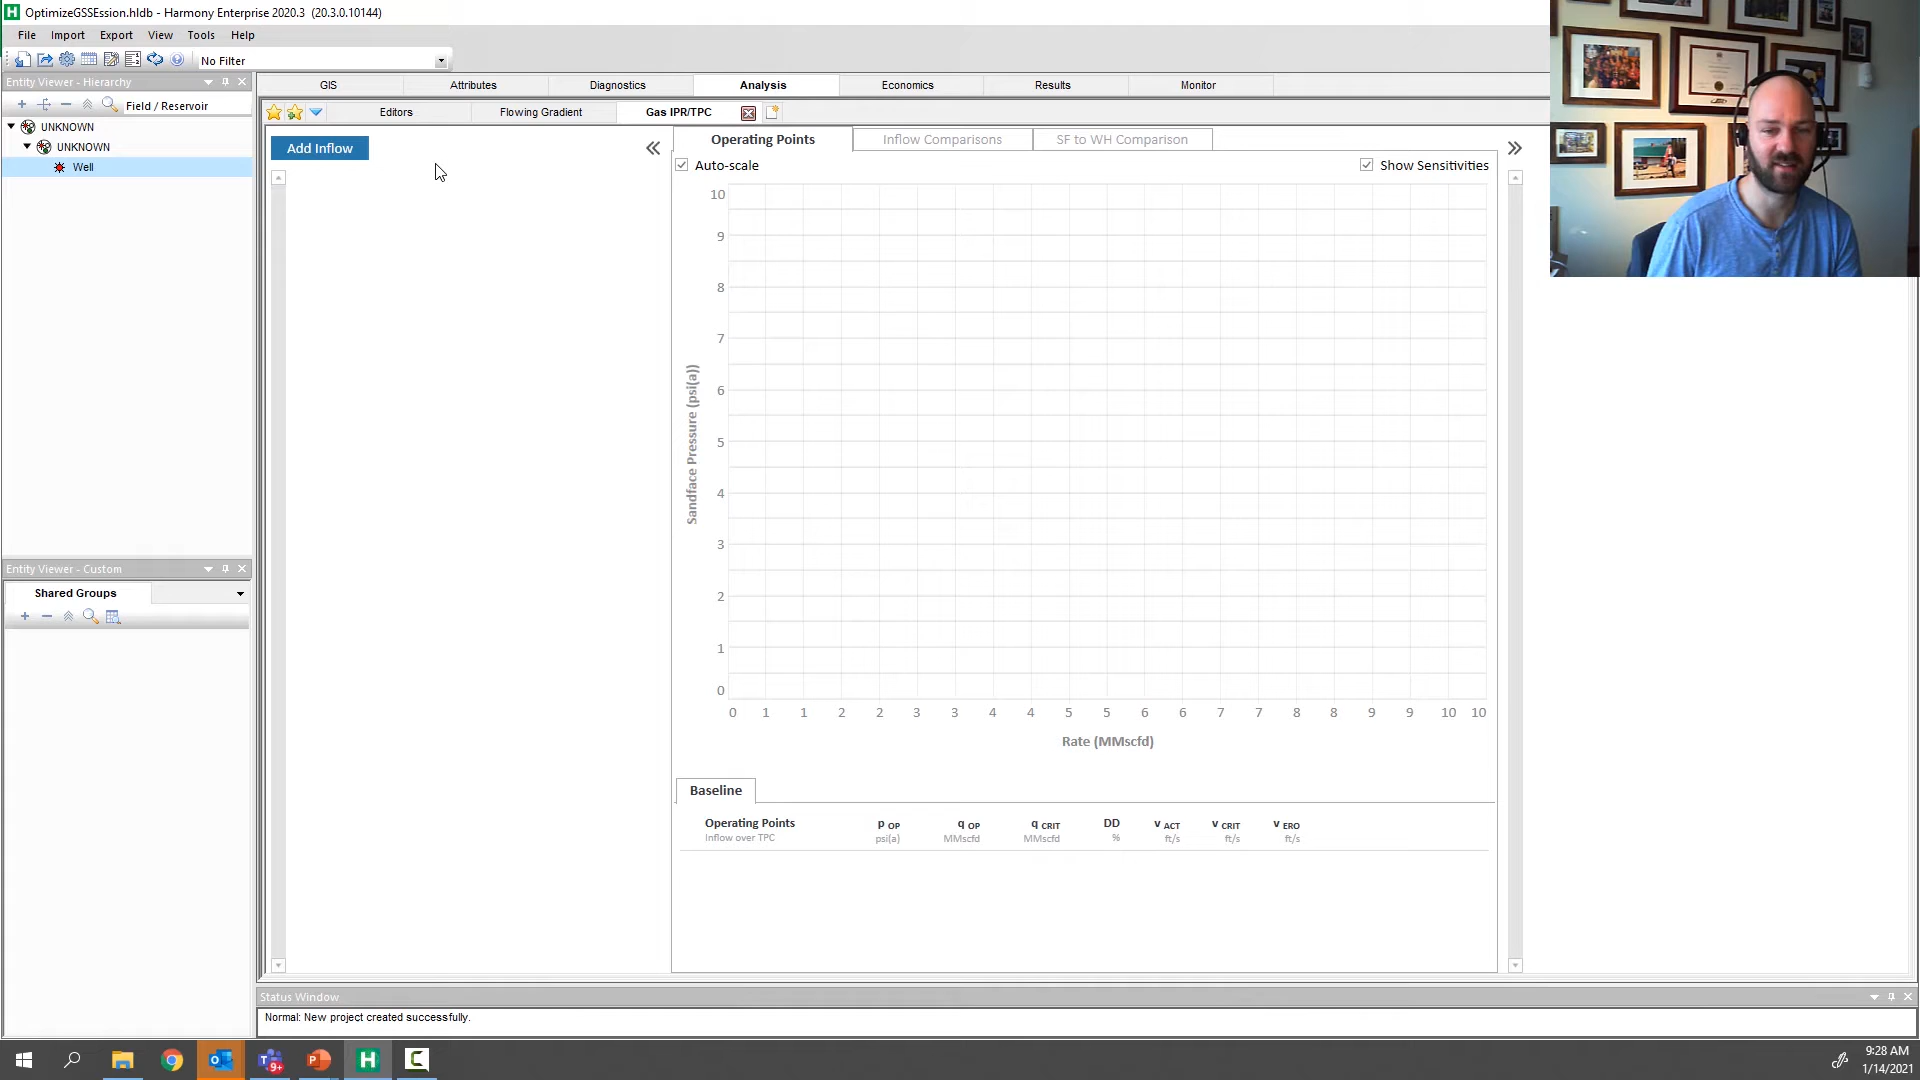 OptimizeGSSEssion.hldb - Harmony Enterprise 2020.3 (20.3.0.10144)
File Import Export View Tools Help
No Filter
Entity Viewer - Hierarchy
Field / Reservoir
UNKNOWN
UNKNOWN
Well
Entity Viewer - Custom
Shared Groups
GIS Attributes Diagnostics Analysis Economics Results Monitor
Editors Flowing Gradient Gas IPR/TPC
Add Inflow
Operating Points Inflow Comparisons SF to WH Comparison
Auto-scale Show Sensitivities
10
9
8
7
6
5
4
3
2
1
0
Sandface Pressure (psi(a))
0 1 1 2 2 3 3 4 4 5 5 6 6 7 7 8 8 9 9 10 10
Rate (MMscfd)
Baseline
Operating Points p OP q OP q CRIT DD v ACT v CRIT v ERO
Inflow over TPC psi(a) MMscfd MMscfd % ft/s ft/s ft/s
Status Window
Normal: New project created successfully.
9+
9:28 AM
1/14/2021